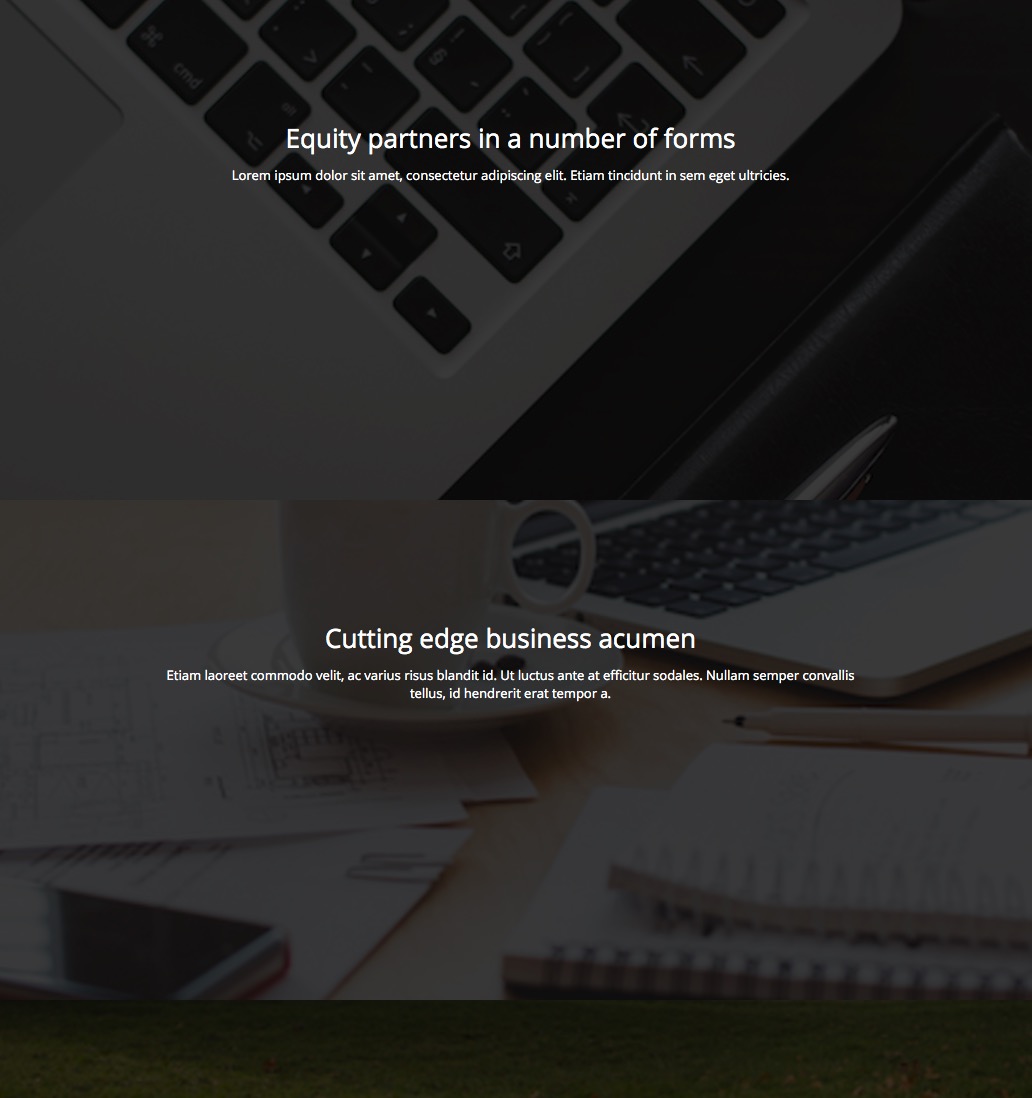 ⌘
cmd
alt
⌥
Equity partners in a number of forms
Lorem ipsum dolor sit amet, consectetur adipiscing elit. Etiam tincidunt in sem eget ultricies.
Cutting edge business acumen
Etiam laoreet commodo velit, ac varius risus blandit id. Ut luctus ante at efficitur sodales. Nullam semper convallis
tellus, id hendrerit erat tempor a.